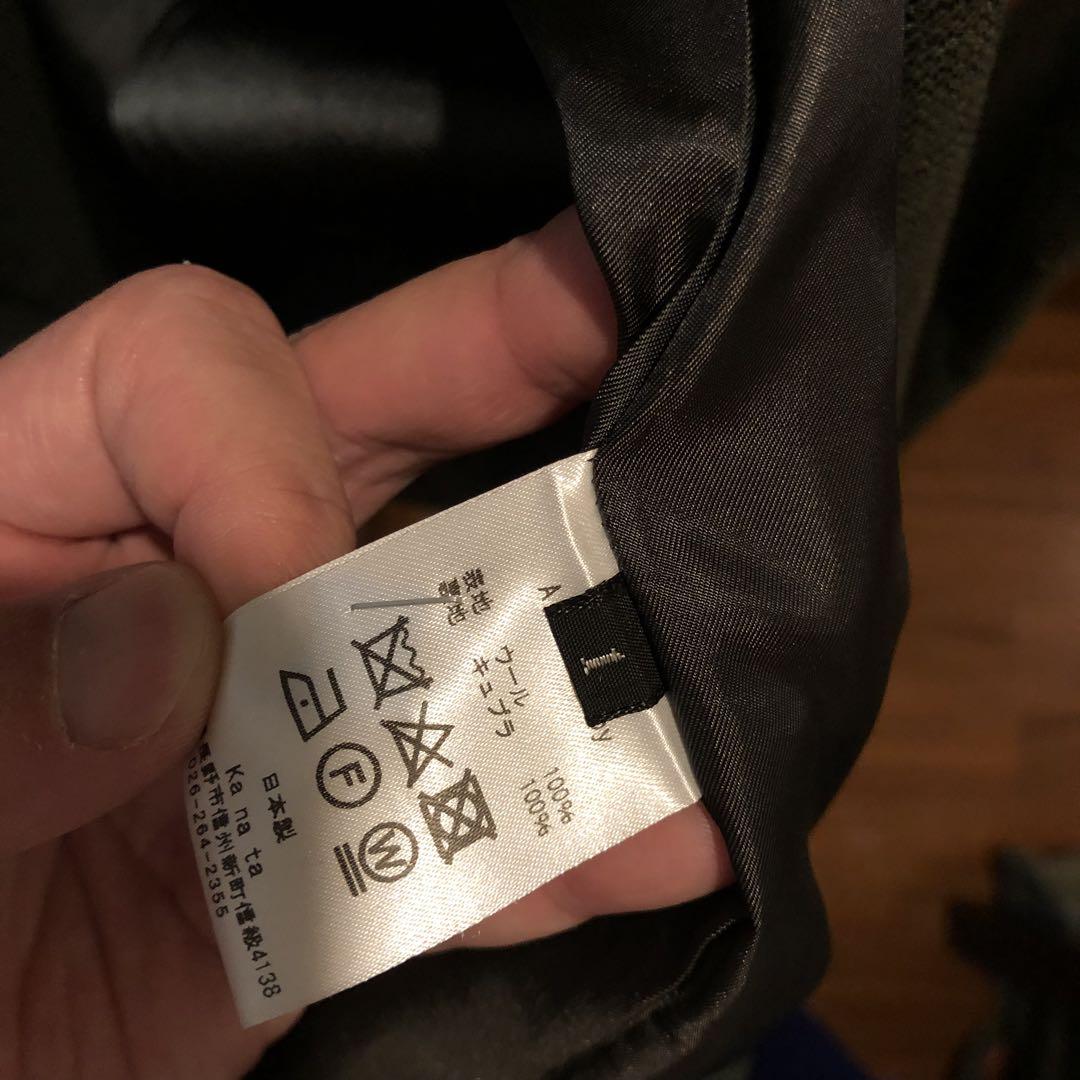 1
表地 ウール 100%
裏地 キュプラ 100%
F
W
日本製
Ka na ta
野市信州新町信級4138
026-264-2355